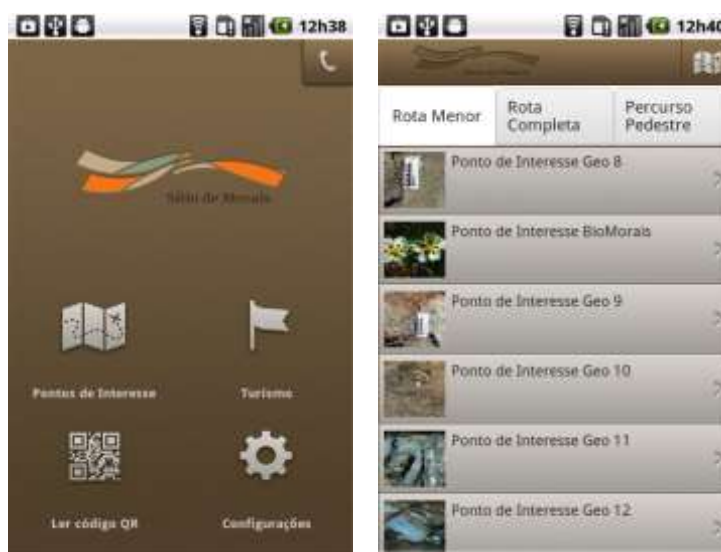 12h38
Sítio de Morais
Pontos de Interesse
Turismo
Ler código QR
Configurações
12h40
Rota Menor
Rota
Completa
Percurso
Pedestre
Ponto de Interesse Geo 8
Ponto de Interesse BioMorais
Ponto de Interesse Geo 9
Ponto de Interesse Geo 10
Ponto de Interesse Geo 11
Ponto de Interesse Geo 12